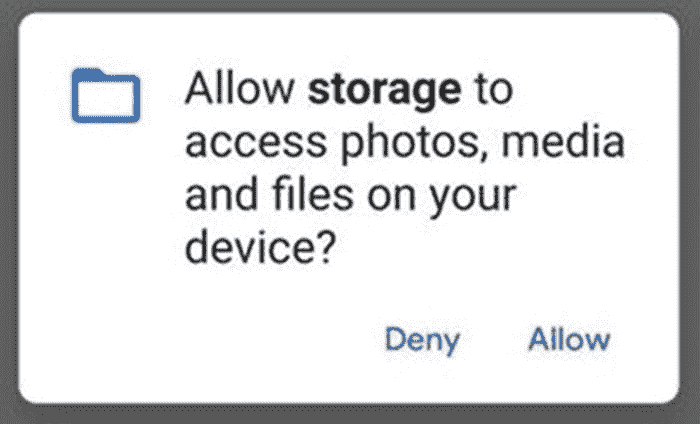 Allow storage to
access photos, media
and files on your
device?
Deny Allow